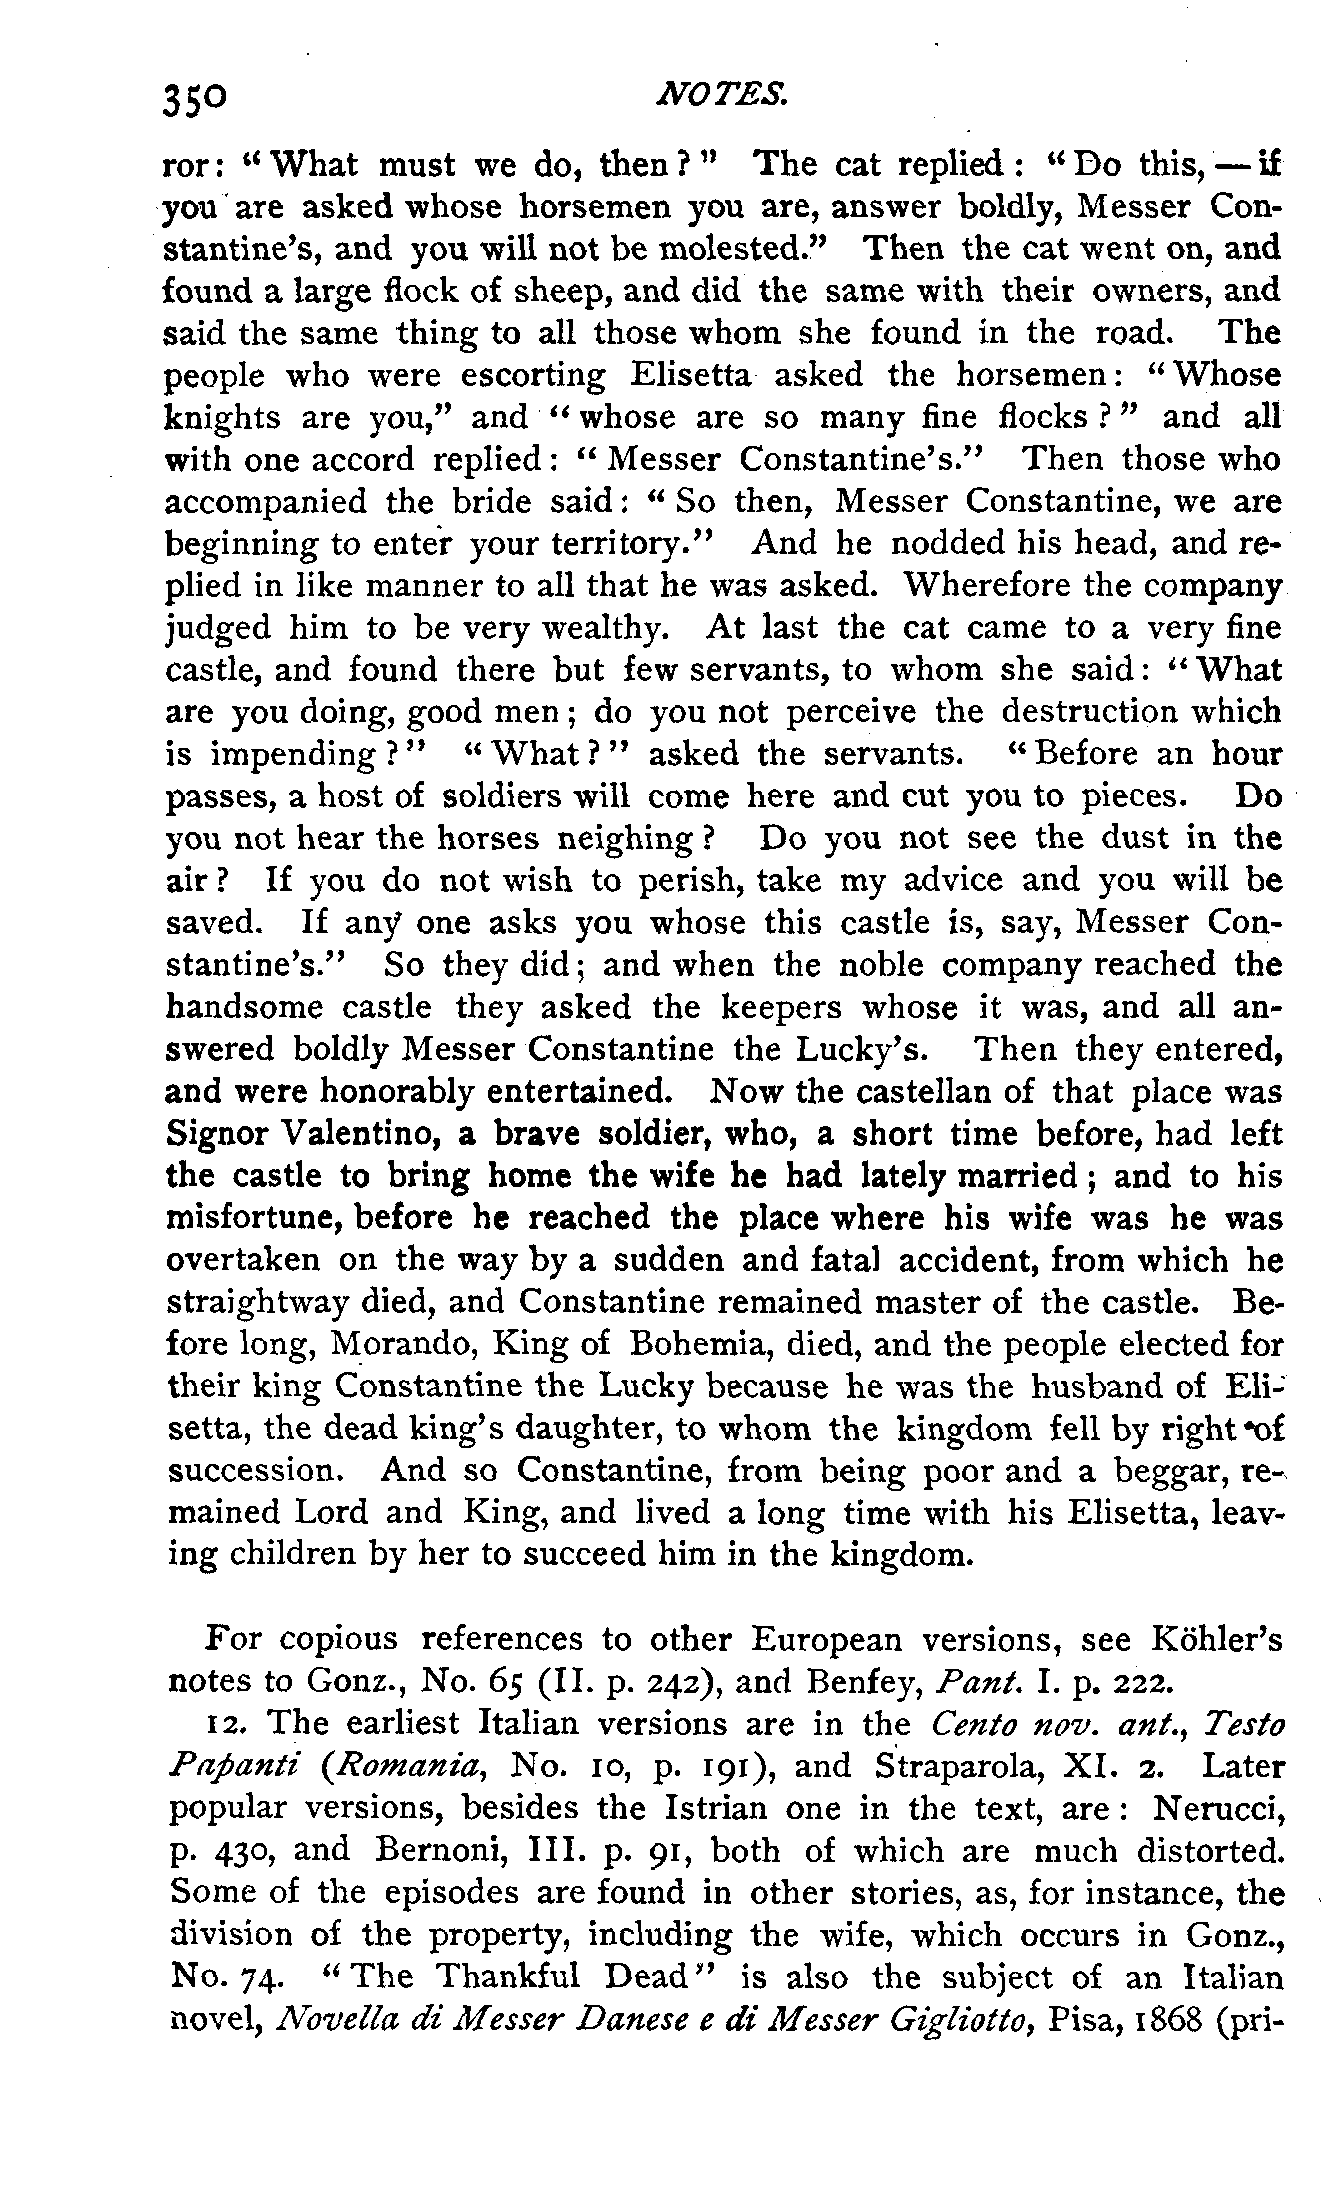 350 NOTES.
ror: "What must we do, then?" The cat replied: "Do this,—if
you are asked whose horsemen you are, answer boldly, Messer Con-
stantine's, and you will not be molested." Then the cat went on, and
found a large flock of sheep, and did the same with their owners, and
said the same thing to all those whom she found in the road. The
people who were escorting Elisetta asked the horsemen: "Whose
knights are you," and "whose are so many fine flocks?" and all
with one accord replied: "Messer Constantine's." Then those who
accompanied the bride said: "So then, Messer Constantine, we are
beginning to enter your territory." And he nodded his head, and re-
plied in like manner to all that he was asked. Wherefore the company
judged him to be very wealthy. At last the cat came to a very fine
castle, and found there but few servants, to whom she said: "What
are you doing, good men; do you not perceive the destruction which
is impending?" "What?" asked the servants. "Before an hour
passes, a host of soldiers will come here and cut you to pieces. Do
you not hear the horses neighing? Do you not see the dust in the
air? If you do not wish to perish, take my advice and you will be
saved. If any one asks you whose this castle is, say, Messer Con-
stantine's." So they did; and when the noble company reached the
handsome castle they asked the keepers whose it was, and all an-
swered boldly Messer Constantine the Lucky's. Then they entered,
and were honorably entertained. Now the castellan of that place was
Signor Valentino, a brave soldier, who, a short time before, had left
the castle to bring home the wife he had lately married; and to his
misfortune, before he reached the place where his wife was he was
overtaken on the way by a sudden and fatal accident, from which he
straightway died, and Constantine remained master of the castle. Be-
fore long, Morando, King of Bohemia, died, and the people elected for
their king Constantine the Lucky because he was the husband of Eli-
setta, the dead king's daughter, to whom the kingdom fell by right of
succession. And so Constantine, from being poor and a beggar, re-
mained Lord and King, and lived a long time with his Elisetta, leav-
ing children by her to succeed him in the kingdom.
For copious references to other European versions, see Köhler's
notes to Gonz., No. 65 (II. p. 242), and Benfey, Pant. I. p. 222.
12. The earliest Italian versions are in the Cento nov. ant., Testo
Papanti (Romania, No. 10, p. 191), and Straparola, XI. 2. Later
popular versions, besides the Istrian one in the text, are: Nerucci,
p. 430, and Bernoni, III. p. 91, both of which are much distorted.
Some of the episodes are found in other stories, as, for instance, the
division of the property, including the wife, which occurs in Gonz.,
No. 74. "The Thankful Dead" is also the subject of an Italian
novel, Novella di Messer Danese e di Messer Gigliotto, Pisa, 1868 (pri-